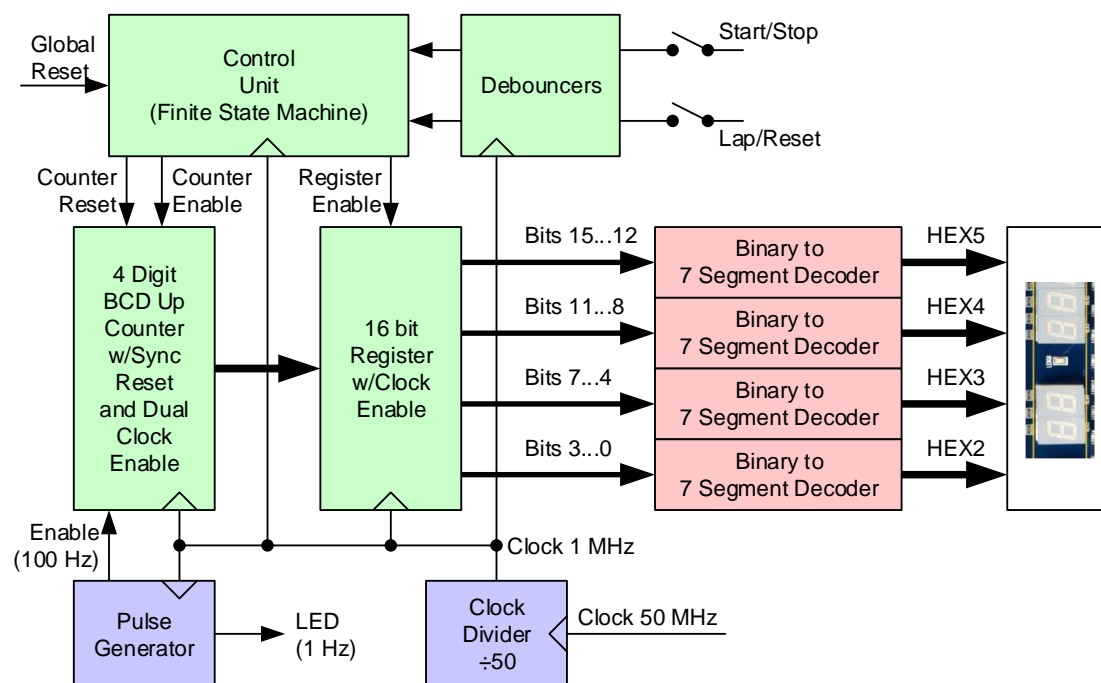 Global
Reset
Control
Unit
(Finite State Machine)
Debouncers
Start/Stop
Lap/Reset
Counter
Reset
Counter
Enable
Register
Enable
4 Digit
BCD Up
Counter
w/Sync
Reset
and Dual
Clock
Enable
16 bit
Register
w/Clock
Enable
Bits 15...12
Bits 11...8
Bits 7...4
Bits 3...0
Binary to
7 Segment Decoder
Binary to
7 Segment Decoder
Binary to
7 Segment Decoder
Binary to
7 Segment Decoder
HEX5
HEX4
HEX3
HEX2
Enable
(100 Hz)
Clock 1 MHz
Pulse
Generator
LED
(1 Hz)
Clock
Divider
÷50
Clock 50 MHz